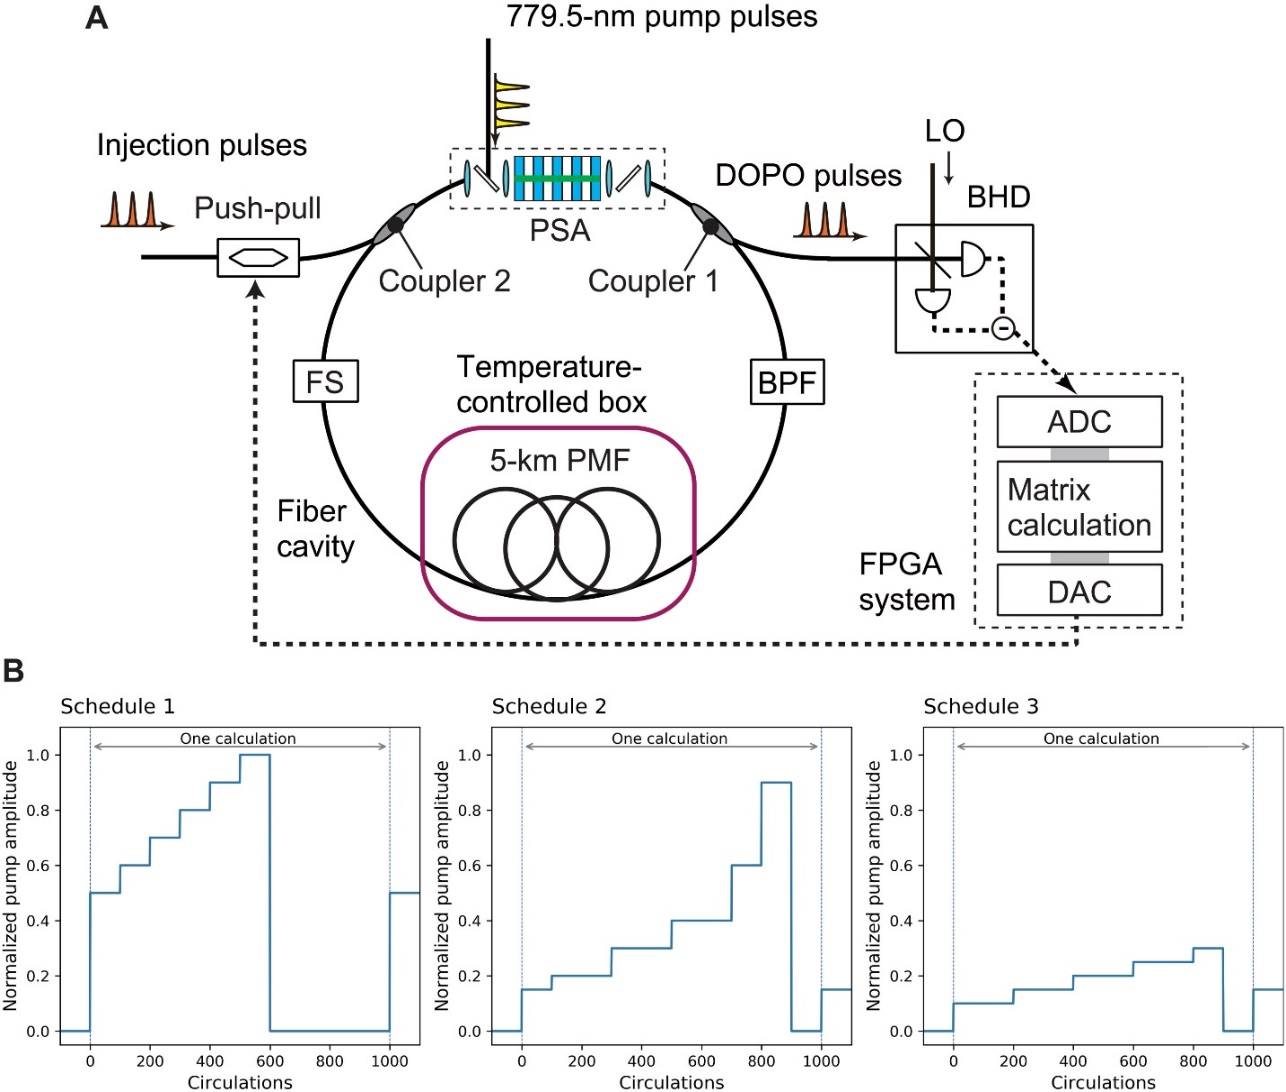 A
779.5-nm pump pulses
Injection pulses
Push-pull
PSA
DOPO pulses
LO
BHD
Coupler 2
Coupler 1
FS
BPF
Temperature-
controlled box
5-km PMF
Fiber
cavity
-
ADC
Matrix
calculation
DAC
FPGA
system
B
Schedule 1
One calculation
Normalized pump amplitude
1.0
0.8
0.6
0.4
0.2
0.0
0 200 400 600 800 1000
Circulations
Schedule 2
One calculation
Normalized pump amplitude
1.0
0.8
0.6
0.4
0.2
0.0
0 200 400 600 800 1000
Circulations
Schedule 3
One calculation
Normalized pump amplitude
1.0
0.8
0.6
0.4
0.2
0.0
0 200 400 600 800 1000
Circulations